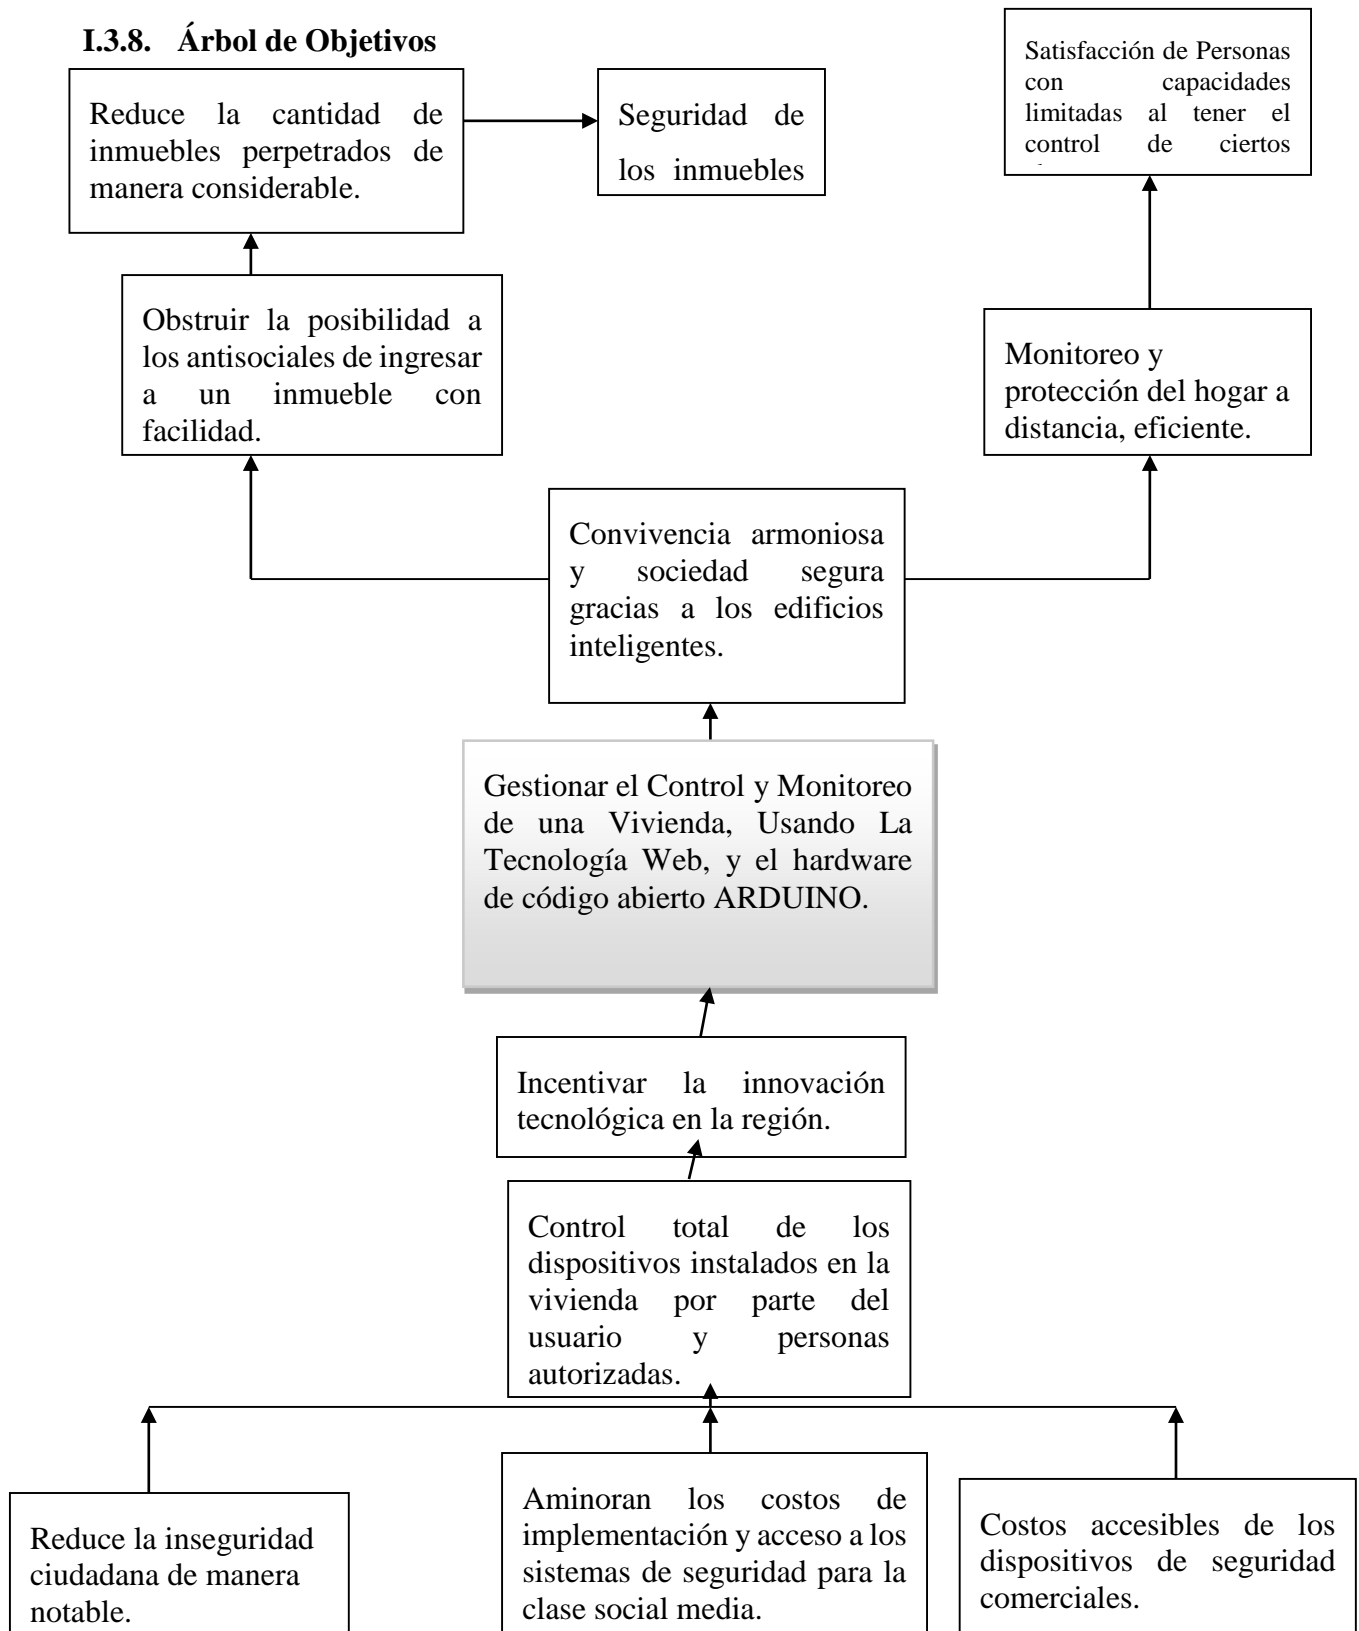 I.3.8. Árbol de Objetivos
Reduce la cantidad de
inmuebles perpetrados de
manera considerable.
Seguridad de
los inmuebles
Satisfacción de Personas
con capacidades
limitadas al tener el
control de ciertos
Obstruir la posibilidad a
los antisociales de ingresar
a un inmueble con
facilidad.
Monitoreo y
protección del hogar a
distancia, eficiente.
Convivencia armoniosa
y sociedad segura
gracias a los edificios
inteligentes.
Gestionar el Control y Monitoreo
de una Vivienda, Usando La
Tecnología Web, y el hardware
de código abierto ARDUINO.
Incentivar la innovación
tecnológica en la región.
Control total de los
dispositivos instalados en la
vivienda por parte del
usuario y personas
autorizadas.
Reduce la inseguridad
ciudadana de manera
notable.
Aminoran los costos de
implementación y acceso a los
sistemas de seguridad para la
clase social media.
Costos accesibles de los
dispositivos de seguridad
comerciales.